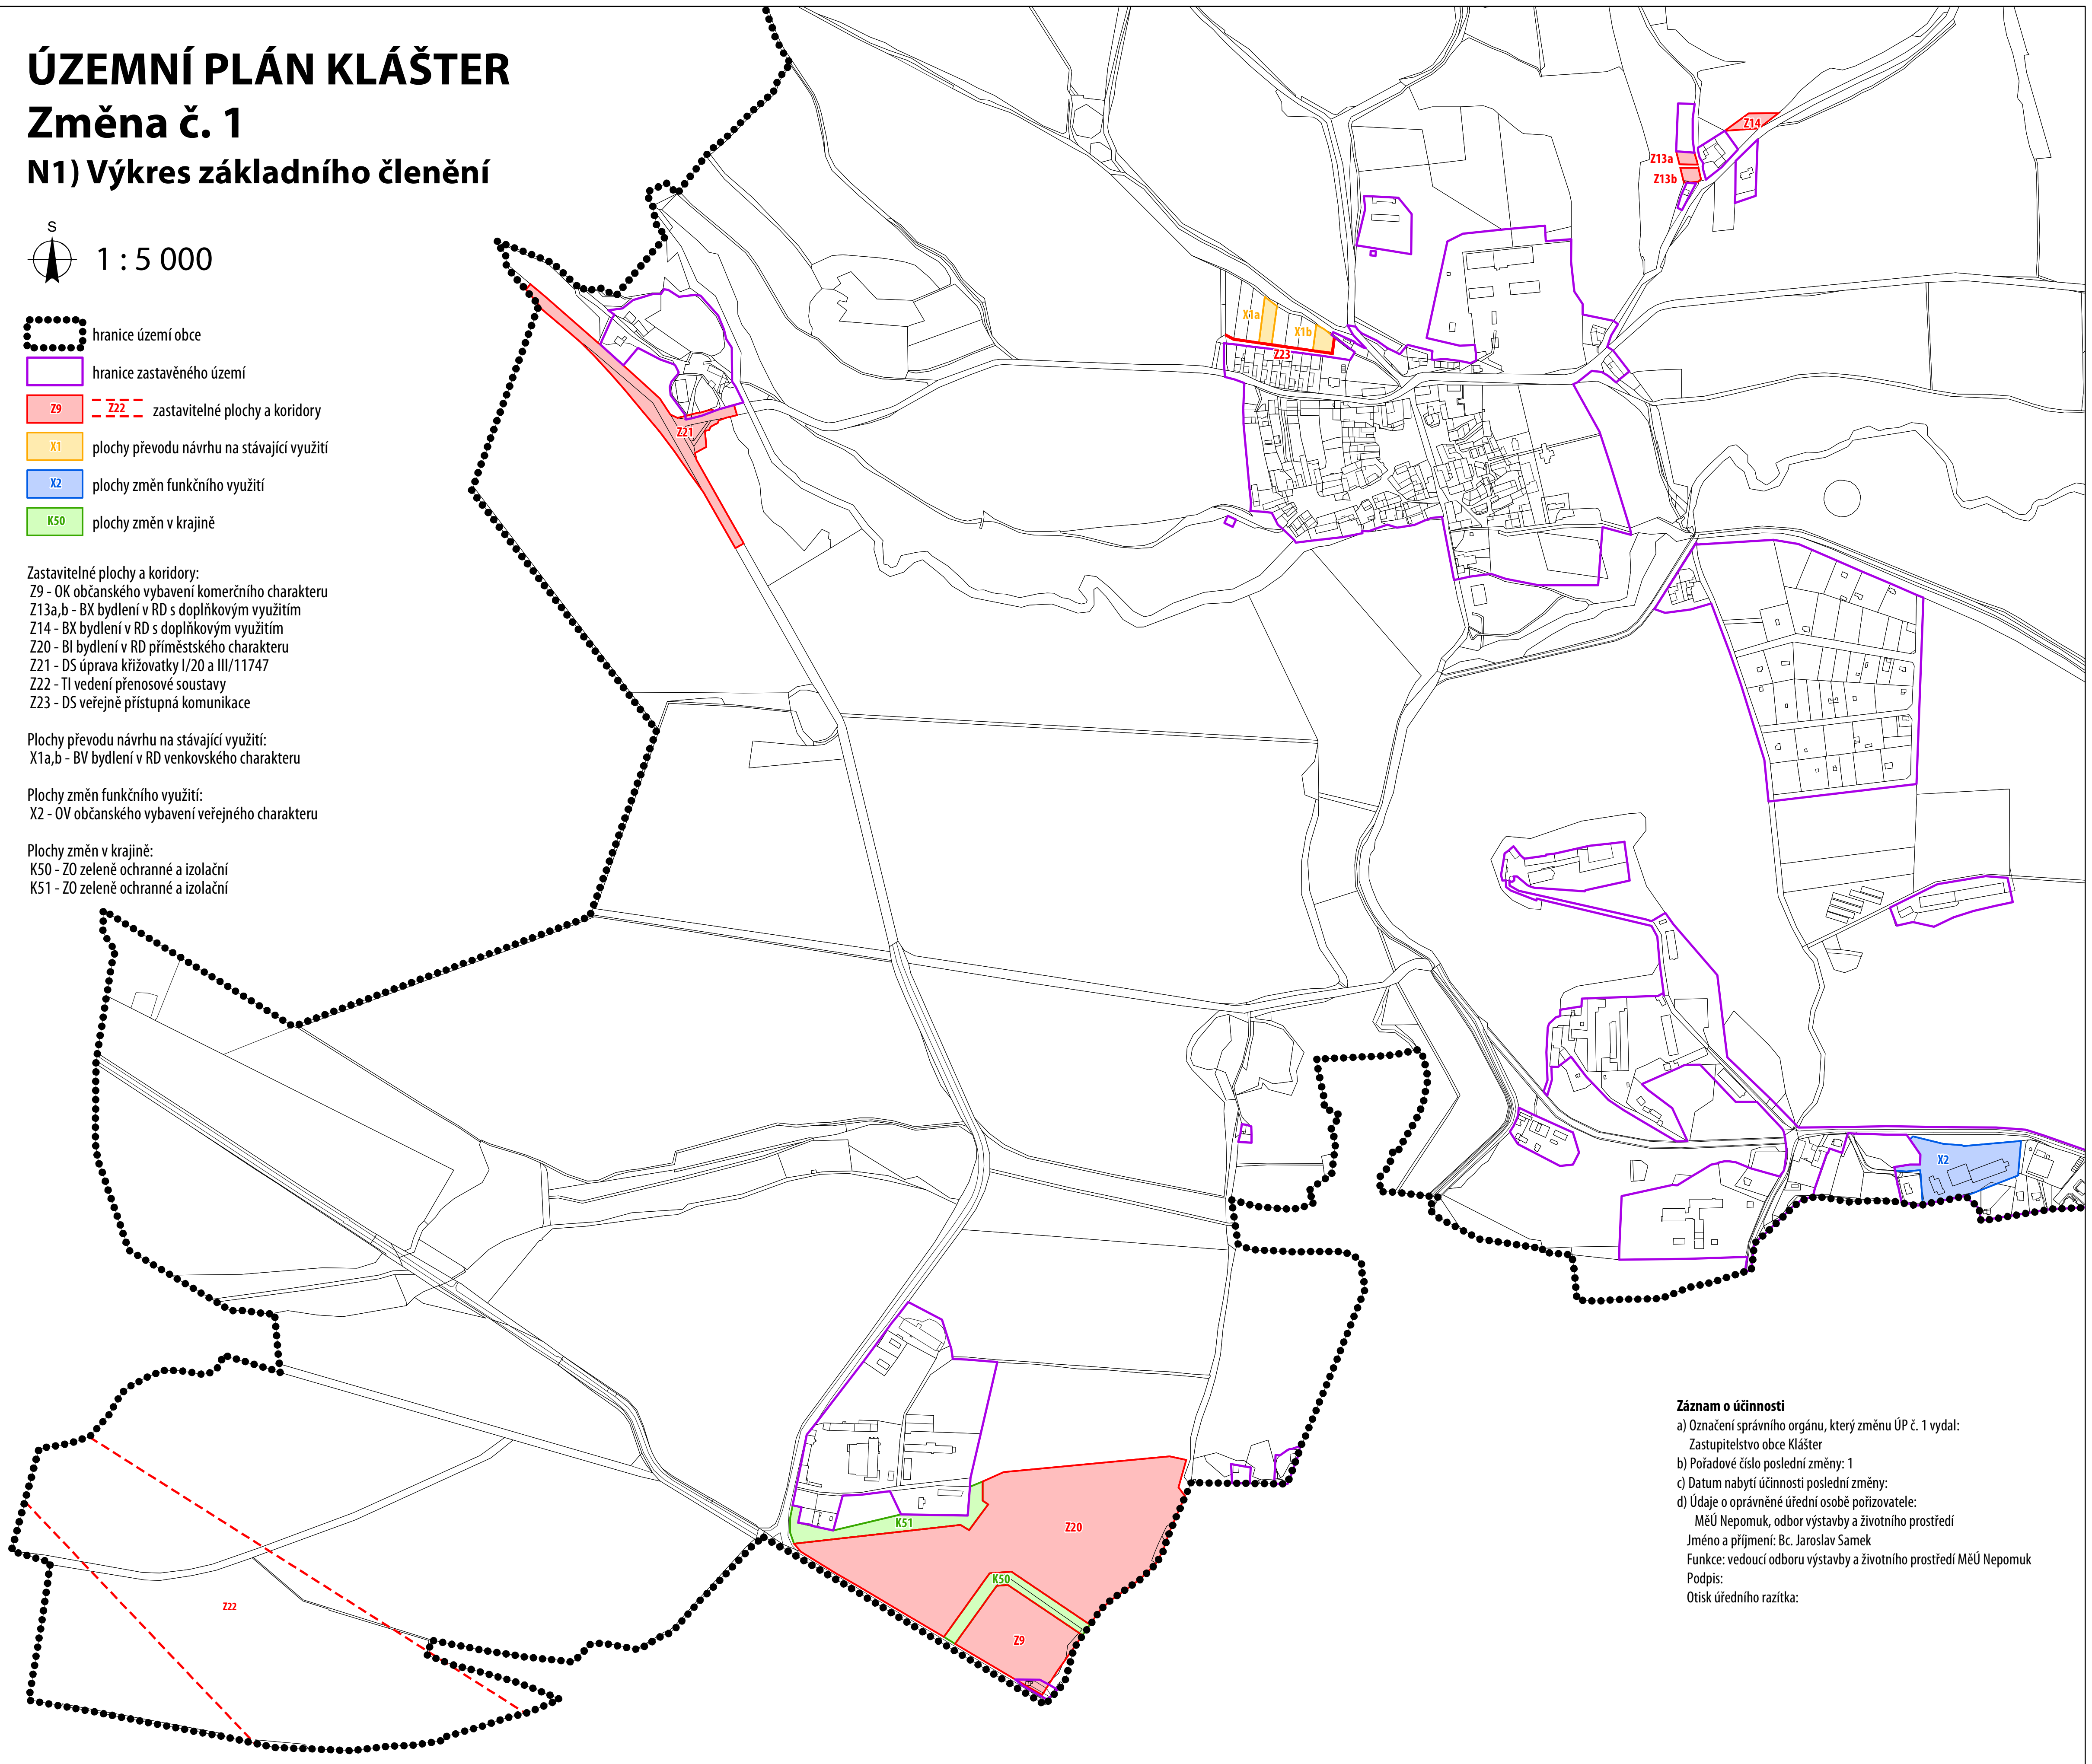 ÚZEMNÍ PLÁN KLÁŠTER
Změna č. 1
N1) Výkres základního členění
S
1 : 5 000
hranice území obce
hranice zastavěného území
Z9 Z22 zastavitelné plochy a koridory
X1 plochy převodu návrhu na stávající využití
X2 plochy změn funkčního využití
K50 plochy změn v krajině
Zastavitelné plochy a koridory:
Z9 - OK občanského vybavení komerčního charakteru
Z13a,b - BX bydlení v RD s doplňkovým využitím
Z14 - BX bydlení v RD s doplňkovým využitím
Z20 - BI bydlení v RD příměstského charakteru
Z21 - DS úprava křižovatky I/20 a III/11747
Z22 - TI vedení přenosové soustavy
Z23 - DS veřejně přístupná komunikace
Plochy převodu návrhu na stávající využití:
X1a,b - BV bydlení v RD venkovského charakteru
Plochy změn funkčního využití:
X2 - OV občanského vybavení veřejného charakteru
Plochy změn v krajině:
K50 - ZO zeleně ochranné a izolační
K51 - ZO zeleně ochranné a izolační
Z14
Z13a
Z13b
X1a
X1b
Z23
Z21
X2
K51
Z20
K50
Z9
Z22
Záznam o účinnosti
a) Označení správního orgánu, který změnu ÚP č. 1 vydal:
Zastupitelstvo obce Klášter
b) Pořadové číslo poslední změny: 1
c) Datum nabytí účinnosti poslední změny:
d) Údaje o oprávněné úřední osobě pořizovatele:
MěÚ Nepomuk, odbor výstavby a životního prostředí
Jméno a příjmení: Bc. Jaroslav Samek
Funkce: vedoucí odboru výstavby a životního prostředí MěÚ Nepomuk
Podpis:
Otisk úředního razítka: